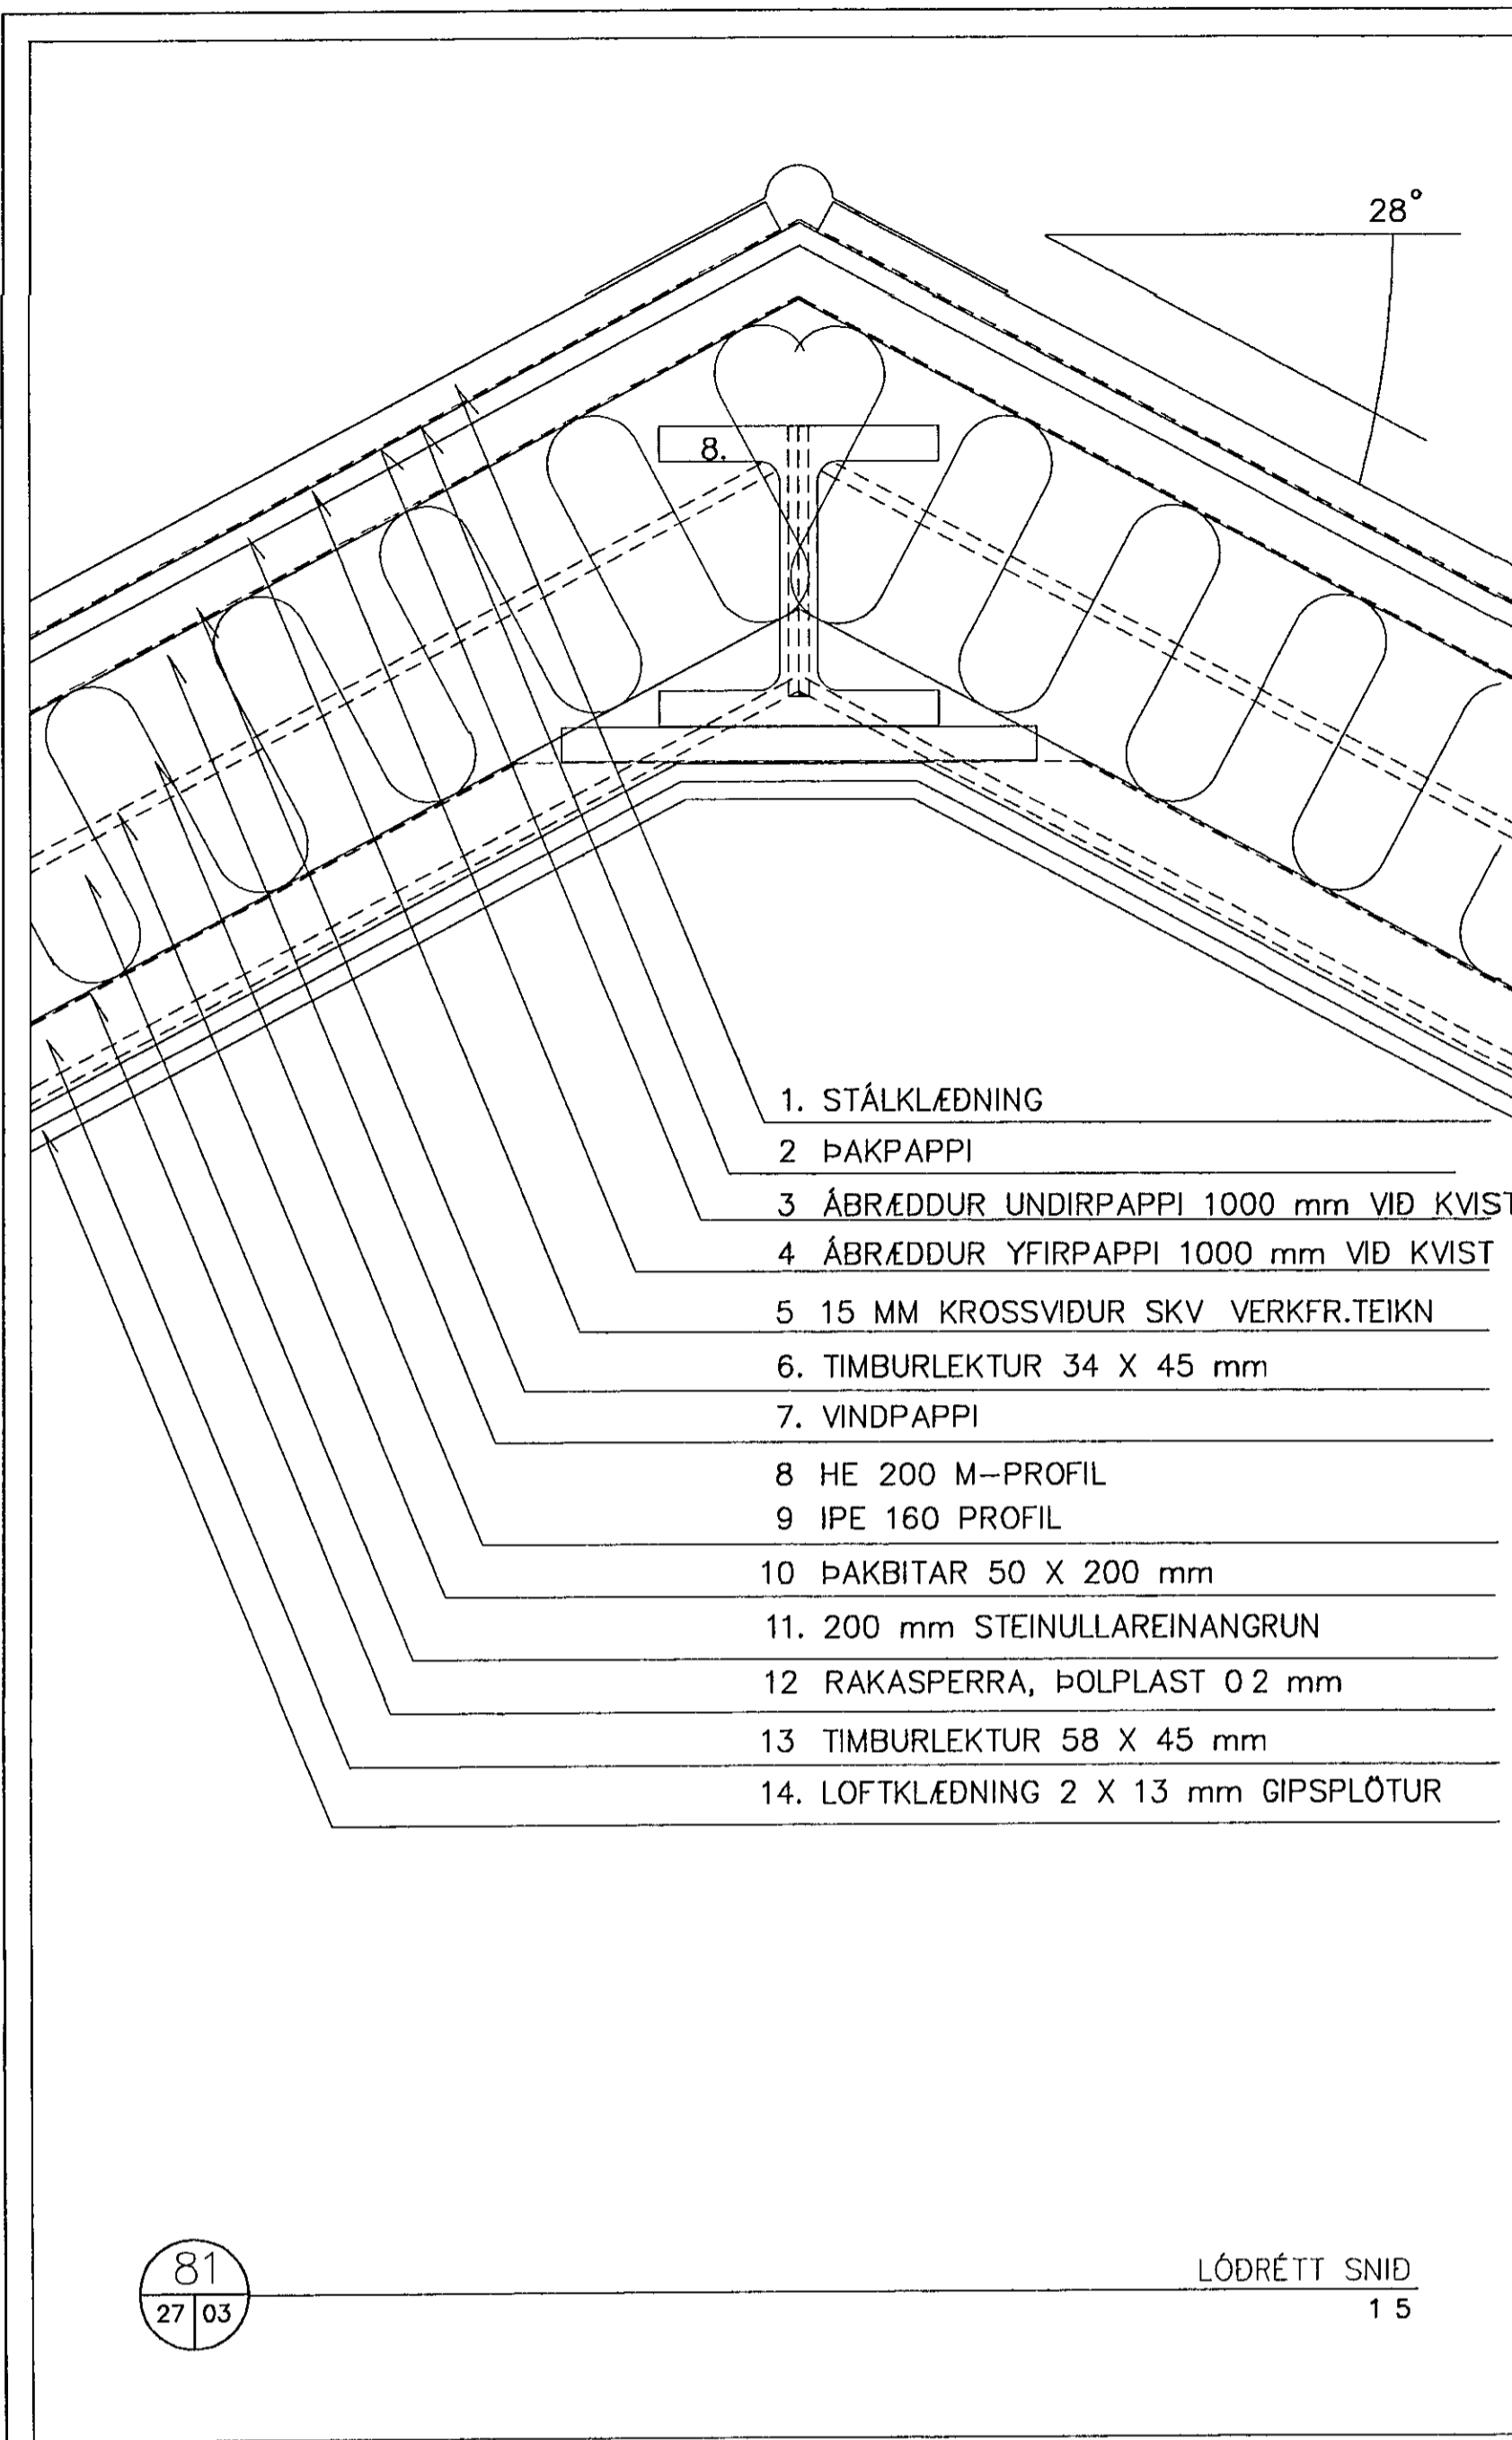 28°
8.
1. STÁLKLÆÐNING
2 ÞAKPAPPI
3 ÁBRÆDDUR UNDIRPAPPI 1000 mm VIÐ KVIST
4 ÁBRÆDDUR YFIRPAPPI 1000 mm VIÐ KVIST
5 15 MM KROSSVIÐUR SKV VERKFR.TEIKN
6. TIMBURLEKTUR 34 X 45 mm
7. VINDPAPPI
8 HE 200 M-PROFIL
9 IPE 160 PROFIL
10 ÞAKBITAR 50 X 200 mm
11. 200 mm STEINULLAREINANGRUN
12 RAKASPERRA, ÞOLPLAST 0 2 mm
13 TIMBURLEKTUR 58 X 45 mm
14. LOFTKLÆÐNING 2 X 13 mm GIPSPLÖTUR
81
27 03
LÓÐRÉTT SNIÐ
1 5